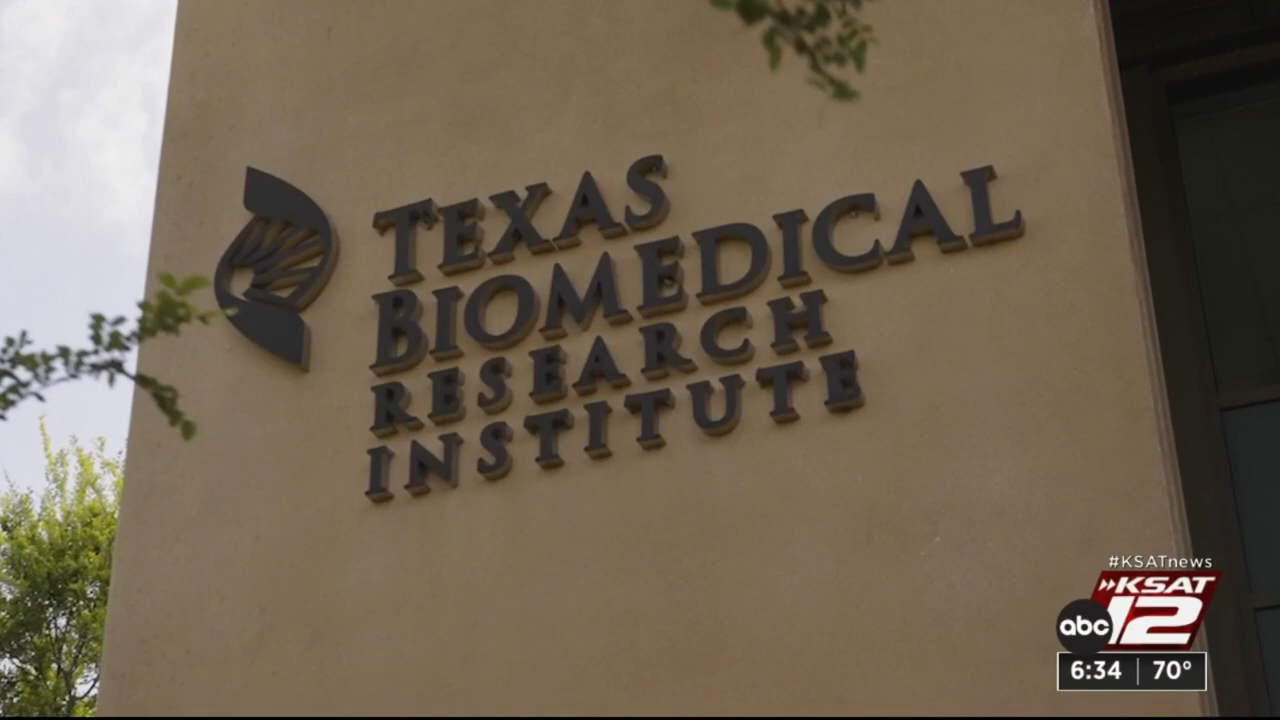 TEXAS
BIOMEDICAL
RESEARCH
INSTITUTE
#KSATnews
KSAT
abc 12
6:34 70°